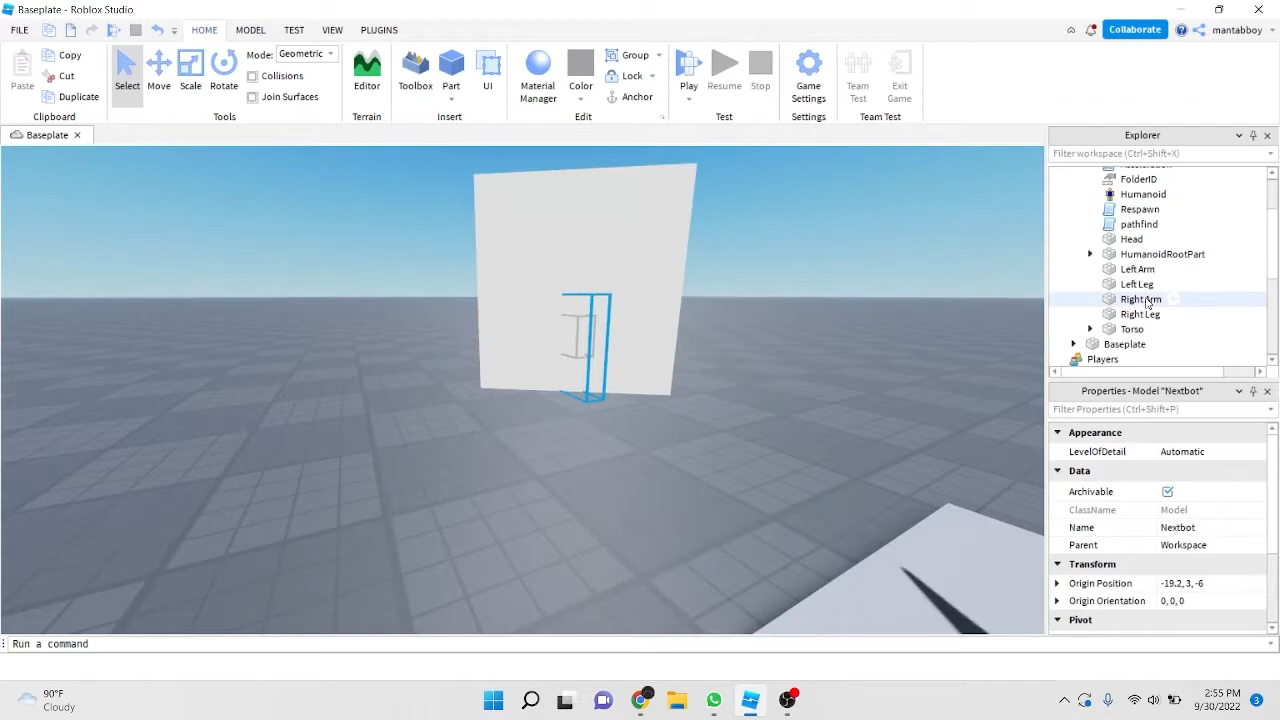 Baseplate - Roblox Studio
FILE HOME MODEL TEST VIEW PLUGINS Collaborate mantabboy
Paste Copy Cut Duplicate Clipboard
Select Move Scale Rotate Mode: Geometric Collisions Join Surfaces Tools
Editor Terrain
Toolbox Part UI Insert
Material Manager Color Group Lock Anchor Edit
Play Resume Stop Test
Game Settings Settings
Team Test Exit Game Team Test
Baseplate
Explorer
Filter workspace (Ctrl+Shift+X)
FolderID
Humanoid
Respawn
pathfind
Head
HumanoidRootPart
Left Arm
Left Leg
Right Arm
Right Leg
Torso
Baseplate
Players
Properties - Model "Nextbot"
Filter Properties (Ctrl+Shift+P)
Appearance
LevelOfDetail Automatic
Data
Archivable
ClassName Model
Name Nextbot
Parent Workspace
Transform
Origin Position -19.2, 3, -6
Origin Orientation 0, 0, 0
Pivot
Run a command
90°F
Cloudy
2:55 PM
9/30/2022
3